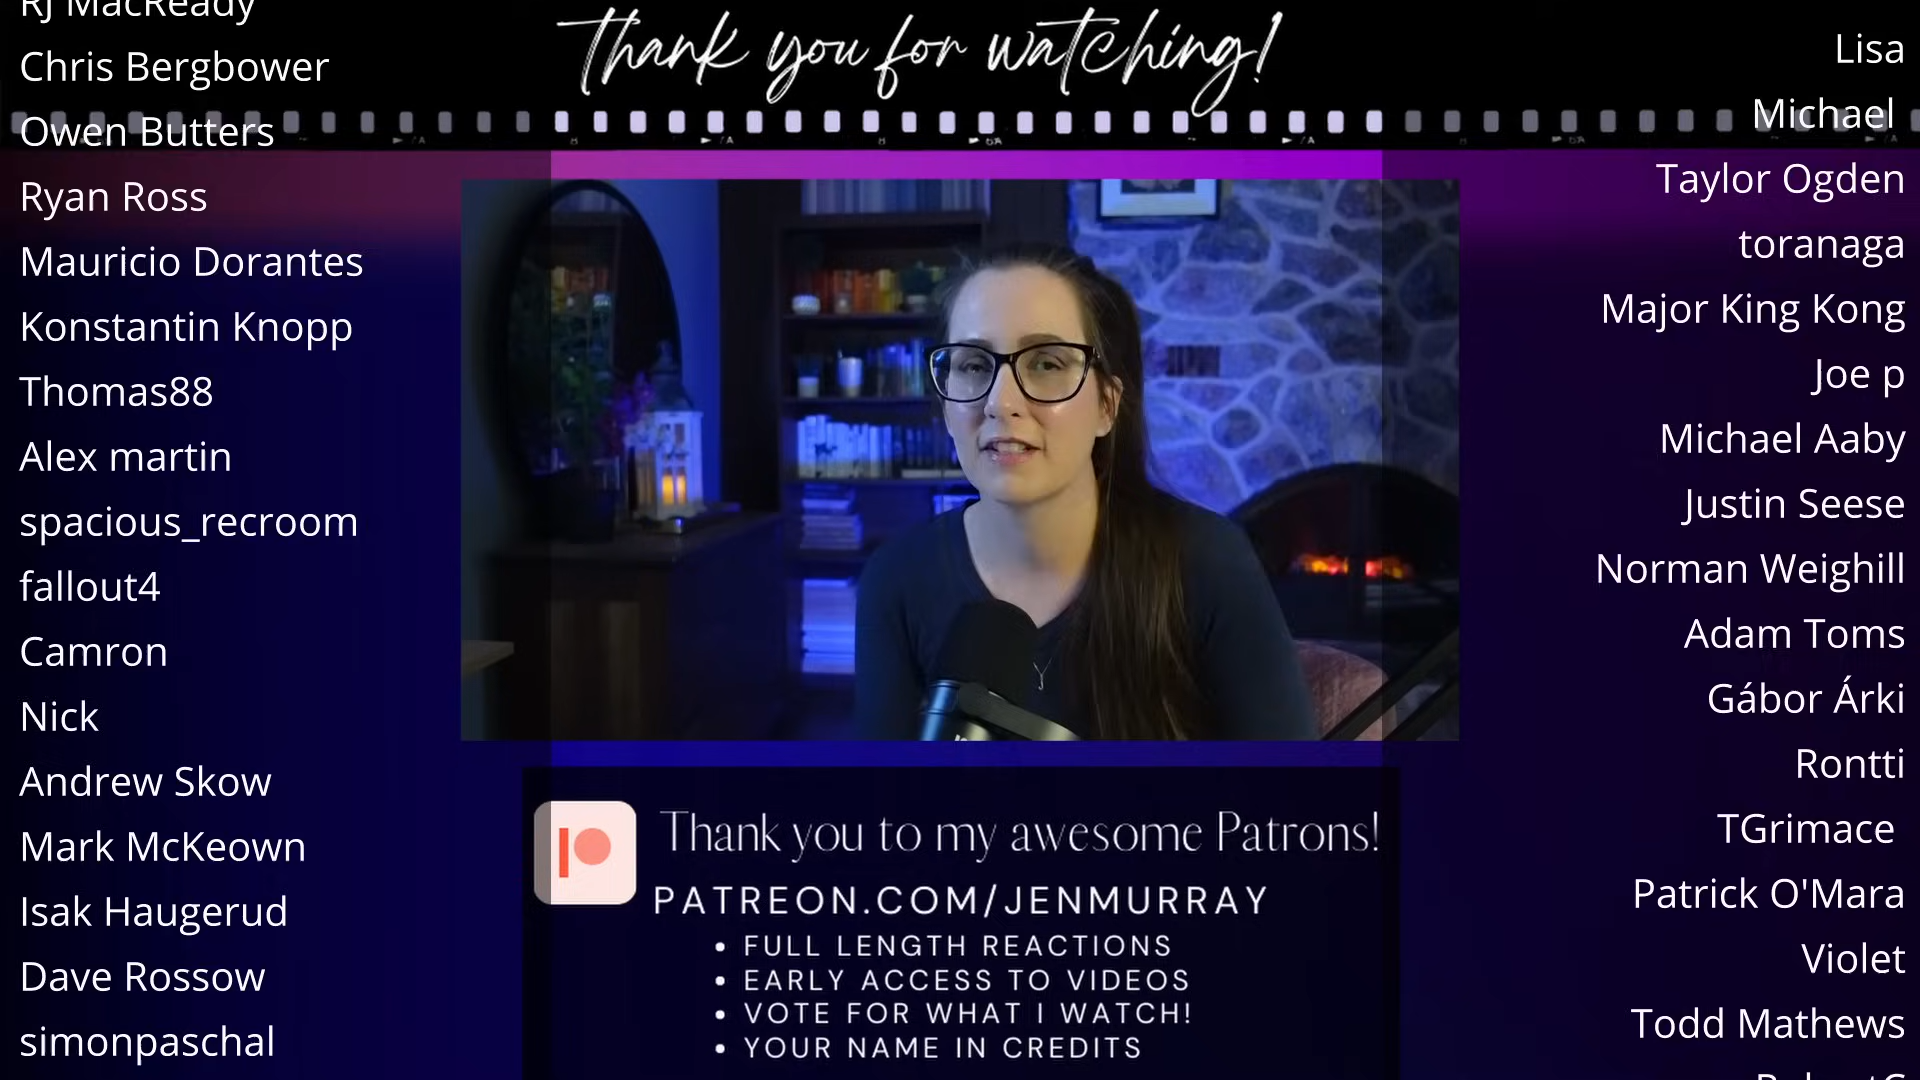 RJ MacReady
Chris Bergbower
Owen Butters
Ryan Ross
Mauricio Dorantes
Konstantin Knopp
Thomas88
Alex martin
spacious_recroom
fallout4
Camron
Nick
Andrew Skow
Mark McKeown
Isak Haugerud
Dave Rossow
simonpaschal
Thank you for watching!
Thank you to my awesome Patrons!
PATREON.COM/JENMURRAY
• FULL LENGTH REACTIONS
• EARLY ACCESS TO VIDEOS
• VOTE FOR WHAT I WATCH!
• YOUR NAME IN CREDITS
Lisa
Michael
Taylor Ogden
toranaga
Major King Kong
Joe p
Michael Aaby
Justin Seese
Norman Weighill
Adam Toms
Gábor Árki
Rontti
TGrimace
Patrick O'Mara
Violet
Todd Mathews